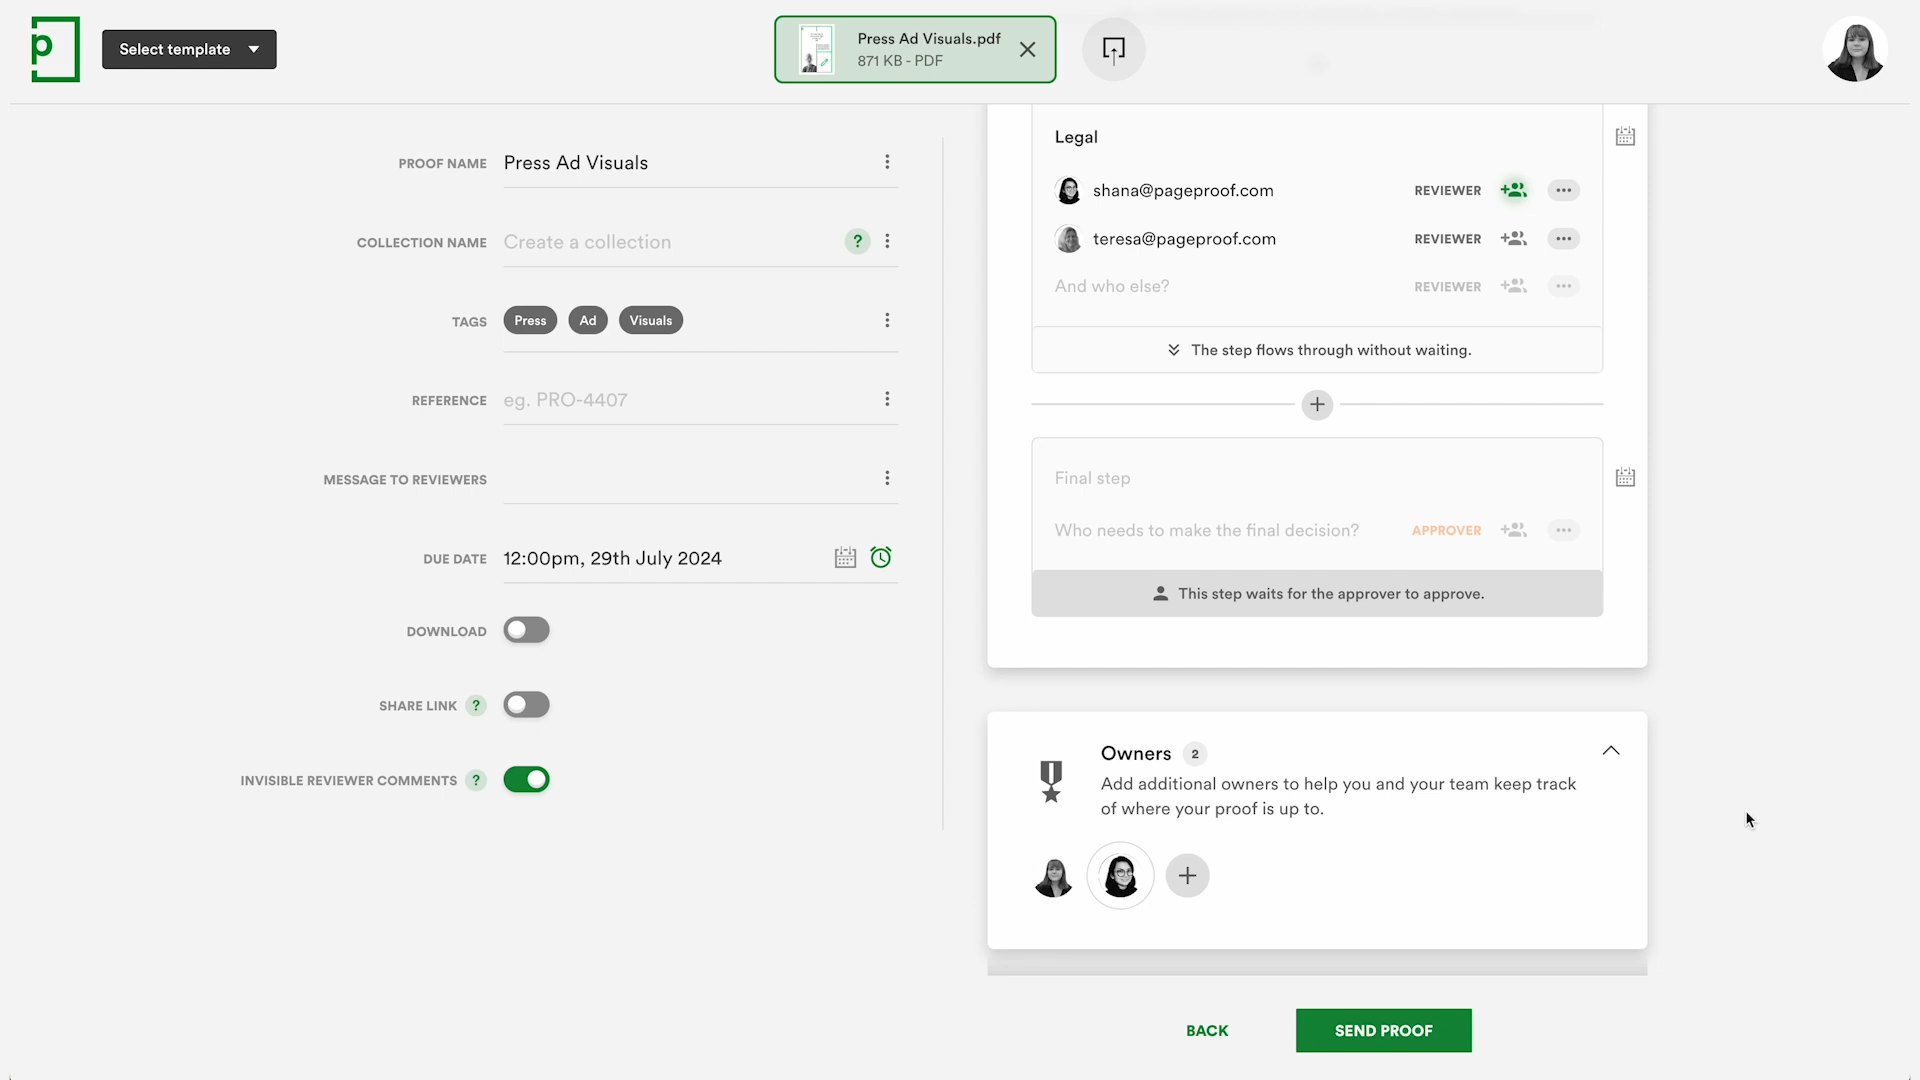 p
Select template
Press Ad Visuals.pdf
871 KB - PDF
PROOF NAME
Press Ad Visuals
COLLECTION NAME
Create a collection
?
TAGS
Press
Ad
Visuals
REFERENCE
eg. PRO-4407
MESSAGE TO REVIEWERS
DUE DATE
12:00pm, 29th July 2024
DOWNLOAD
SHARE LINK ?
INVISIBLE REVIEWER COMMENTS ?
Legal
shana@pageproof.com
REVIEWER
teresa@pageproof.com
REVIEWER
And who else?
REVIEWER
The step flows through without waiting.
Final step
Who needs to make the final decision?
APPROVER
This step waits for the approver to approve.
Owners 2
Add additional owners to help you and your team keep track
of where your proof is up to.
BACK
SEND PROOF